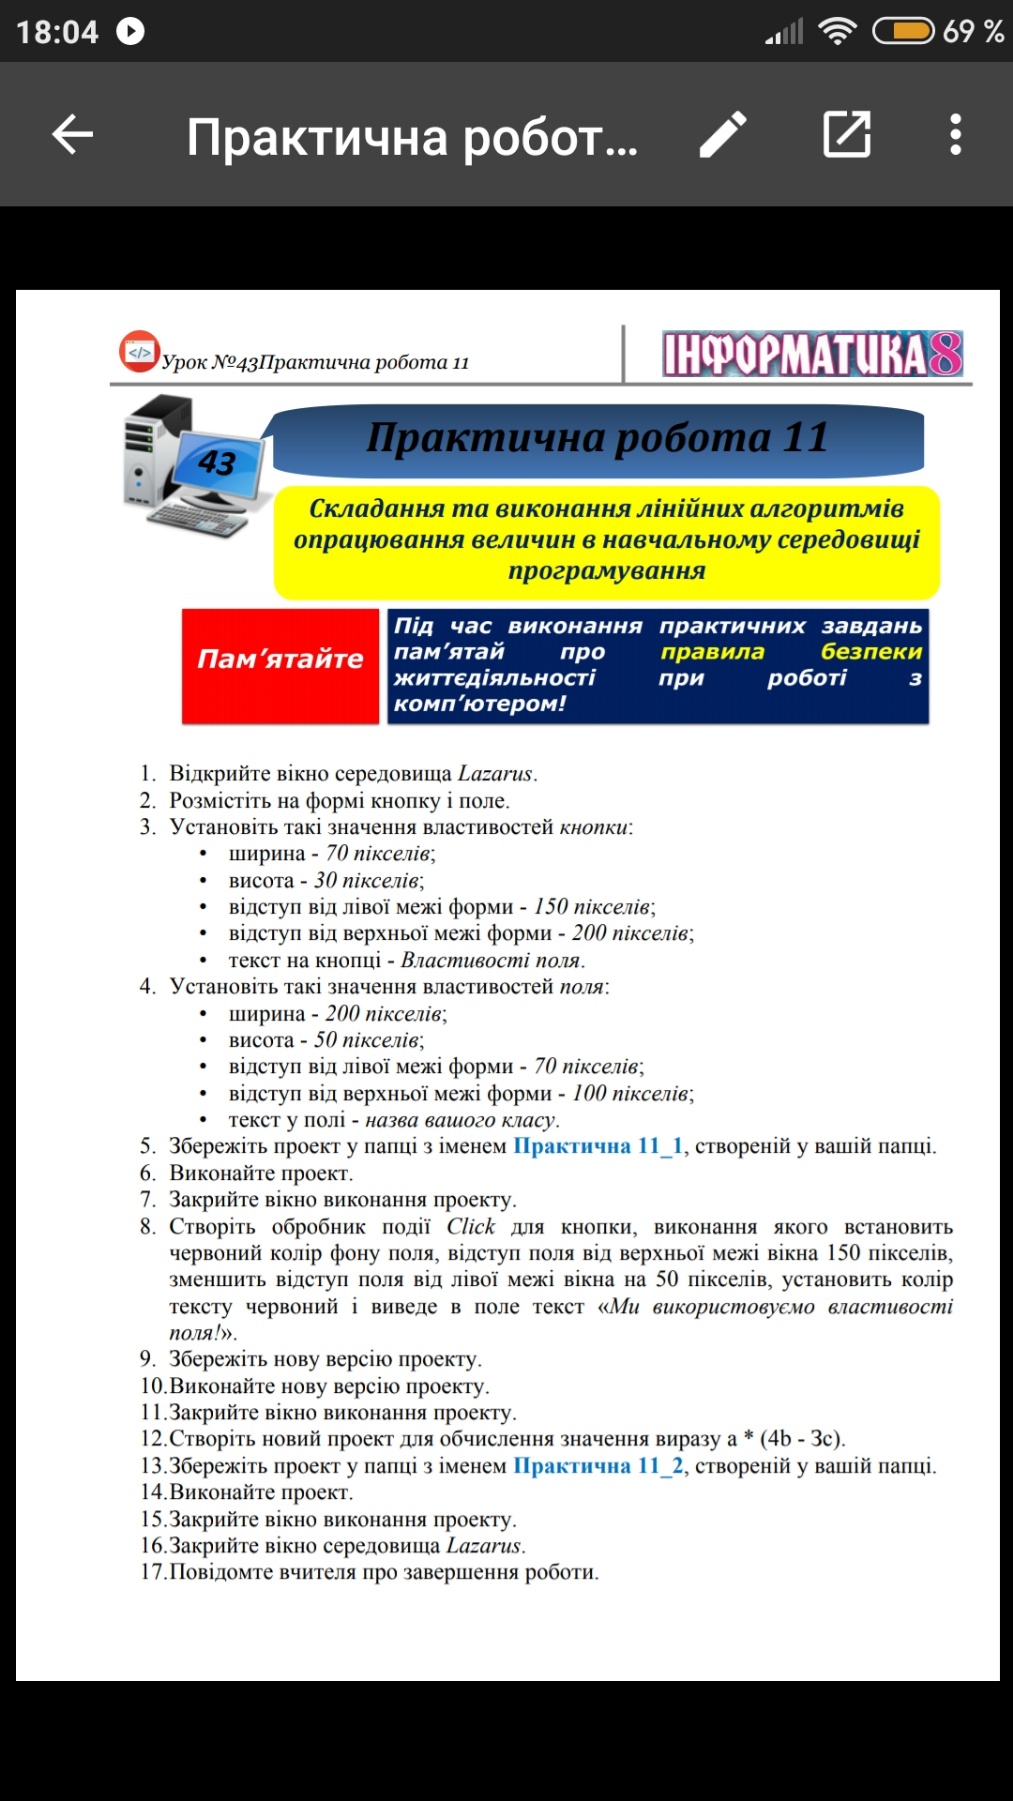 18:04
69 %
Практична робот...
</>
Урок №43Практична робота 11
ІНФОРМАТИКА 8
43
Практична робота 11
Складання та виконання лінійних алгоритмів
опрацювання величин в навчальному середовищі
програмування
Пам’ятайте
Під час виконання практичних завдань
пам’ятай про правила безпеки
життєдіяльності при роботі з
комп’ютером!
1. Відкрийте вікно середовища Lazarus.
2. Розмістіть на формі кнопку і поле.
3. Установіть такі значення властивостей кнопки:
• ширина - 70 пікселів;
• висота - 30 пікселів;
• відступ від лівої межі форми - 150 пікселів;
• відступ від верхньої межі форми - 200 пікселів;
• текст на кнопці - Властивості поля.
4. Установіть такі значення властивостей поля:
• ширина - 200 пікселів;
• висота - 50 пікселів;
• відступ від лівої межі форми - 70 пікселів;
• відступ від верхньої межі форми - 100 пікселів;
• текст у полі - назва вашого класу.
5. Збережіть проект у папці з іменем Практична 11_1, створеній у вашій папці.
6. Виконайте проект.
7. Закрийте вікно виконання проекту.
8. Створіть обробник події Click для кнопки, виконання якого встановить
червоний колір фону поля, відступ поля від верхньої межі вікна 150 пікселів,
зменшить відступ поля від лівої межі вікна на 50 пікселів, установить колір
тексту червоний і виведе в поле текст «Ми використовуємо властивості
поля!».
9. Збережіть нову версію проекту.
10.Виконайте нову версію проекту.
11.Закрийте вікно виконання проекту.
12.Створіть новий проект для обчислення значення виразу a * (4b - 3c).
13.Збережіть проект у папці з іменем Практична 11_2, створеній у вашій папці.
14.Виконайте проект.
15.Закрийте вікно виконання проекту.
16.Закрийте вікно середовища Lazarus.
17.Повідомте вчителя про завершення роботи.